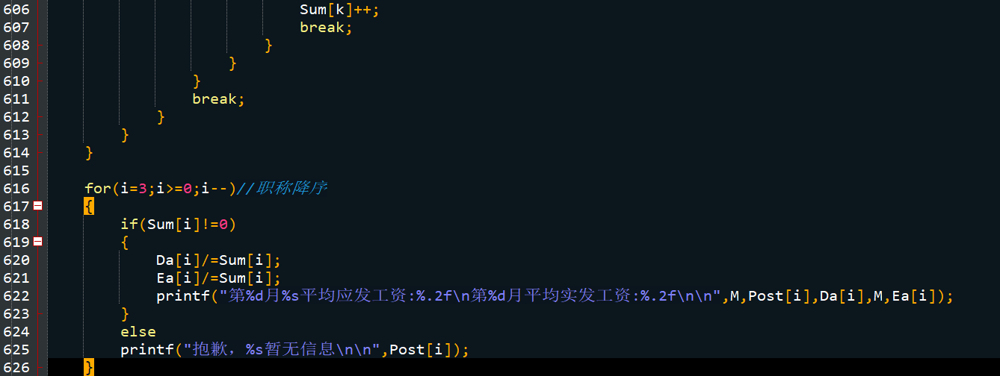 606 Sum[k]++;
607 break;
608 }
609 }
610 }
611 break;
612 }
613 }
614 }
615
616 for(i=3;i>=0;i--)//职称降序
617 {
618 if(Sum[i]!=0)
619 {
620 Da[i]/=Sum[i];
621 Ea[i]/=Sum[i];
622 printf("第%d月%s平均应发工资:%.2f\n第%d月平均实发工资:%.2f\n\n",M,Post[i],Da[i],M,Ea[i]);
623 }
624 else
625 printf("抱歉，%s暂无信息\n\n",Post[i]);
626 }